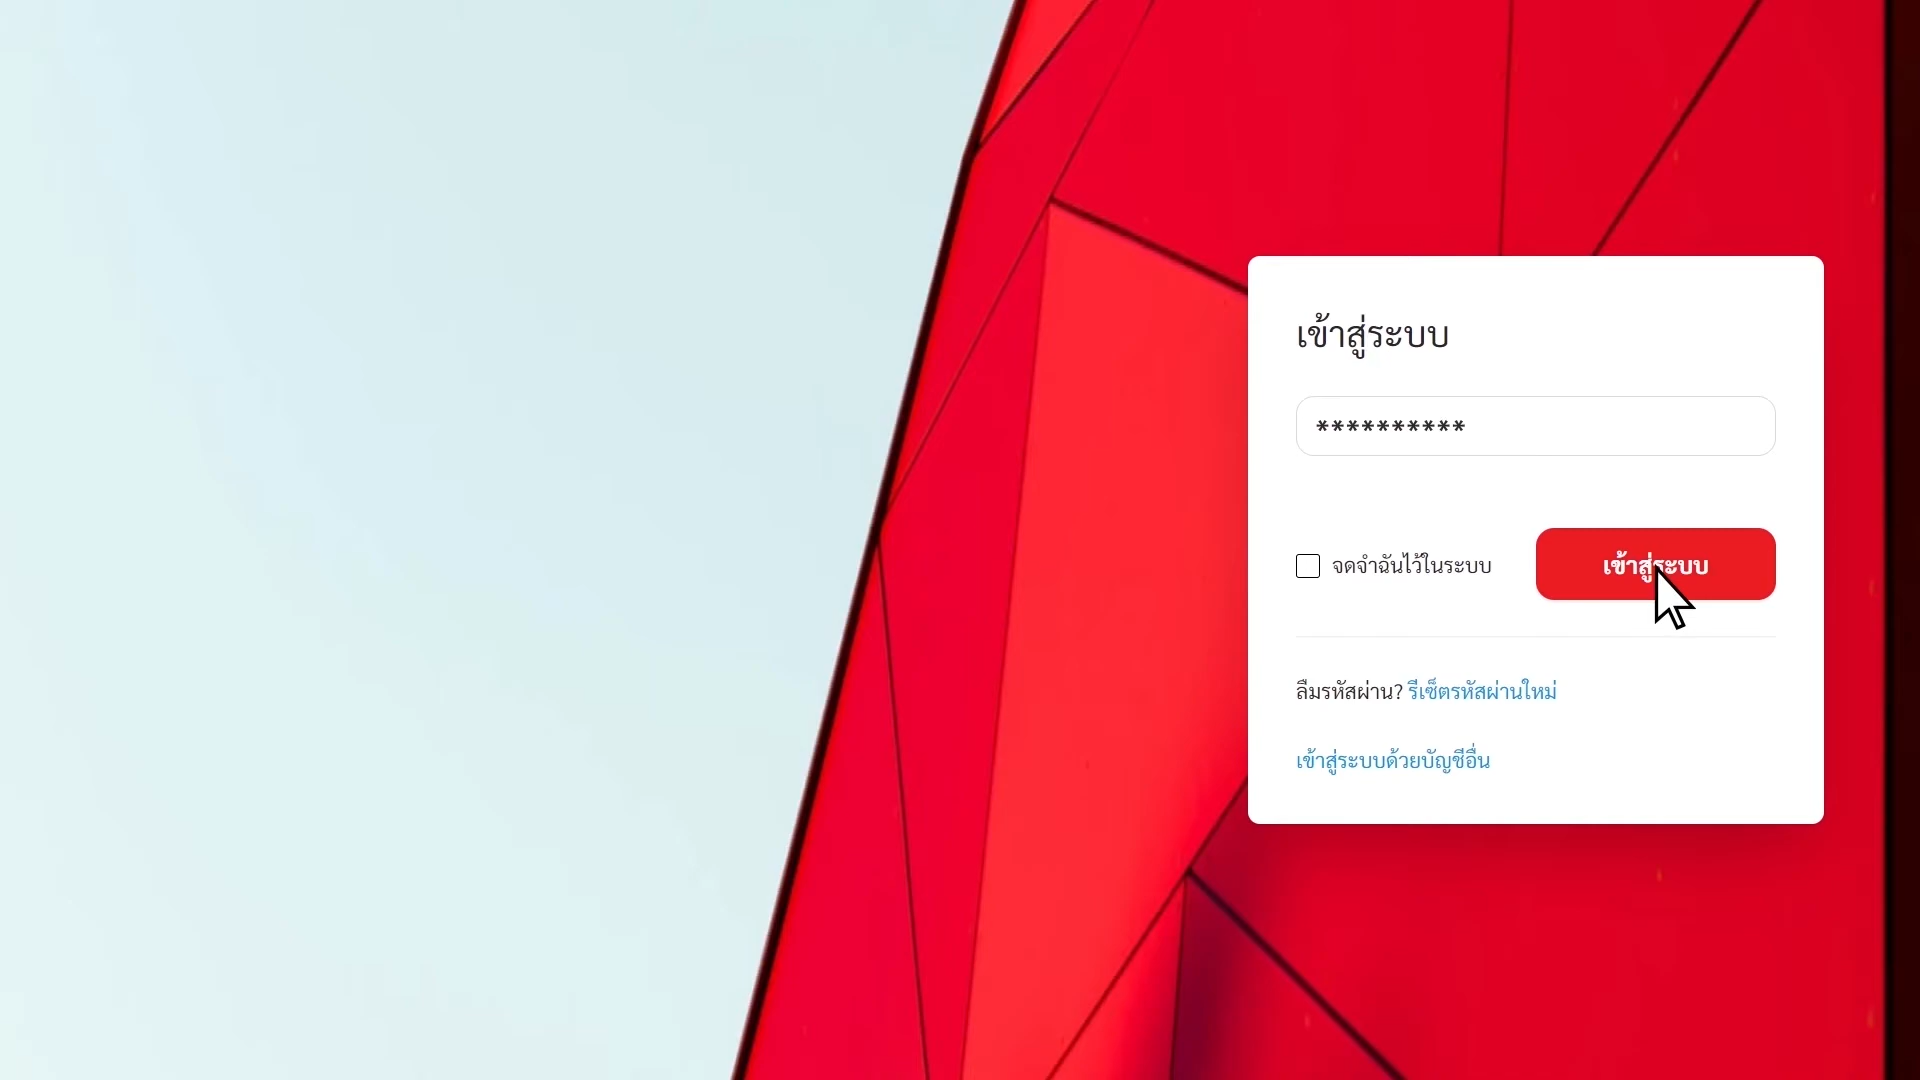 เข้าสู่ระบบ
**********
จดจำฉันไว้ในระบบ
เข้าสู่ระบบ
ลืมรหัสผ่าน? รีเซ็ตรหัสผ่านใหม่
เข้าสู่ระบบด้วยบัญชีอื่น